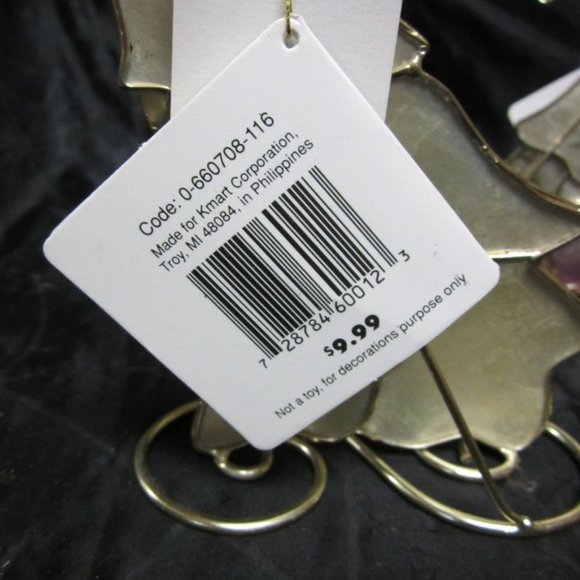 Code: 0-660708-116
Made for Kmart Corporation,
Troy, MI 48084, in Philippines
7 28784 60012 3
$9.99
Not a toy, for decorations purpose only